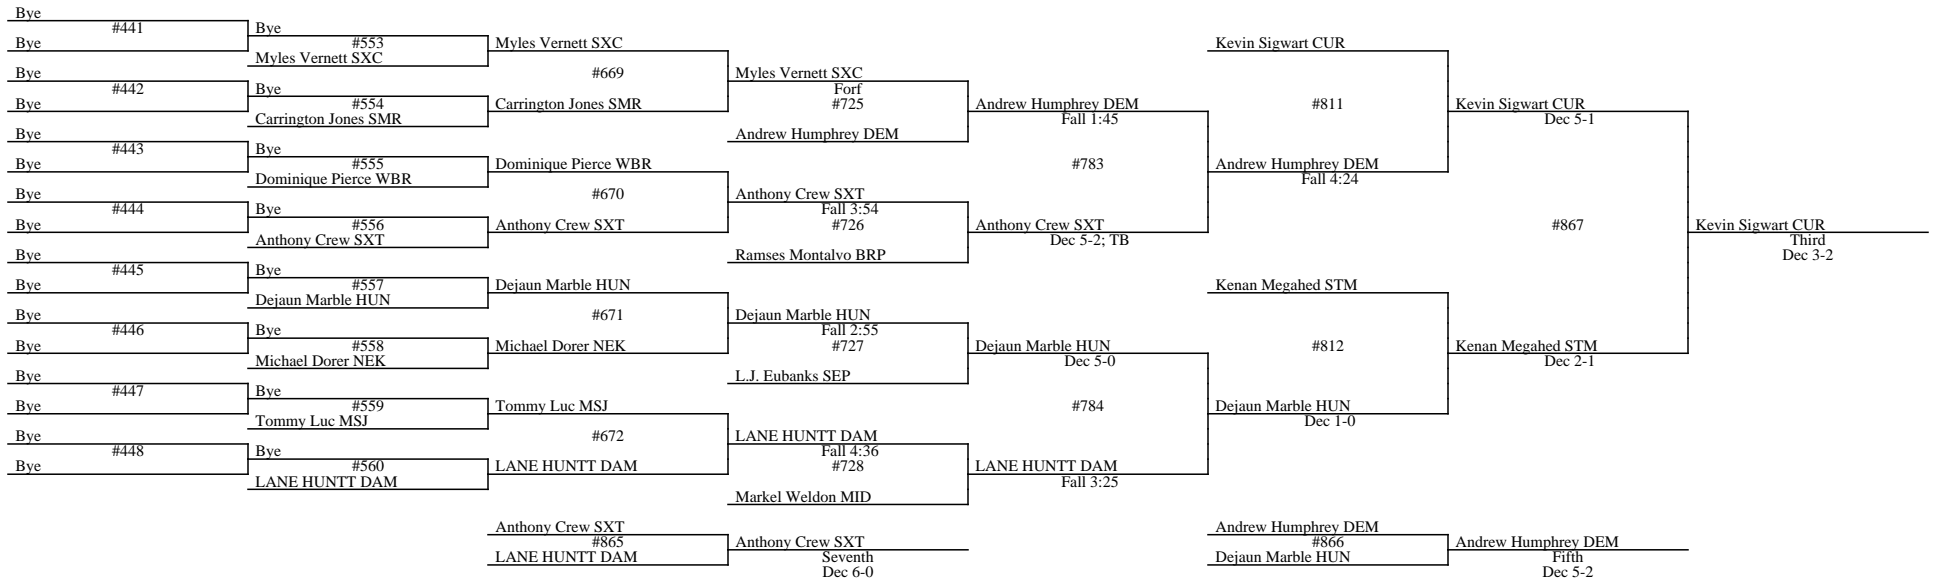 Bye
#441
Bye
Bye
#442
Bye
Bye
#443
Bye
Bye
#444
Bye
Bye
#445
Bye
Bye
#446
Bye
Bye
#447
Bye
Bye
#448
Bye
Bye
#553
Myles Vernett SXC
Bye
#554
Carrington Jones SMR
Bye
#555
Dominique Pierce WBR
Bye
#556
Anthony Crew SXT
Bye
#557
Dejaun Marble HUN
Bye
#558
Michael Dorer NEK
Bye
#559
Tommy Luc MSJ
Bye
#560
LANE HUNTT DAM
Myles Vernett SXC
#669
Carrington Jones SMR
Dominique Pierce WBR
#670
Anthony Crew SXT
Dejaun Marble HUN
#671
Michael Dorer NEK
Tommy Luc MSJ
#672
LANE HUNTT DAM
Myles Vernett SXC
Forf
#725
Andrew Humphrey DEM
Anthony Crew SXT
Fall 3:54
#726
Ramses Montalvo BRP
Dejaun Marble HUN
Fall 2:55
#727
L.J. Eubanks SEP
LANE HUNTT DAM
Fall 4:36
#728
Markel Weldon MID
Andrew Humphrey DEM
Fall 1:45
#783
Anthony Crew SXT
Dec 5-2; TB
Dejaun Marble HUN
Dec 5-0
#784
LANE HUNTT DAM
Fall 3:25
Kevin Sigwart CUR
#811
Andrew Humphrey DEM
Fall 4:24
Kenan Megahed STM
#812
Dejaun Marble HUN
Dec 1-0
Kevin Sigwart CUR
Dec 5-1
#867
Kenan Megahed STM
Dec 2-1
Kevin Sigwart CUR
Third
Dec 3-2
Anthony Crew SXT
#865
LANE HUNTT DAM
Anthony Crew SXT
Seventh
Dec 6-0
Andrew Humphrey DEM
#866
Dejaun Marble HUN
Andrew Humphrey DEM
Fifth
Dec 5-2